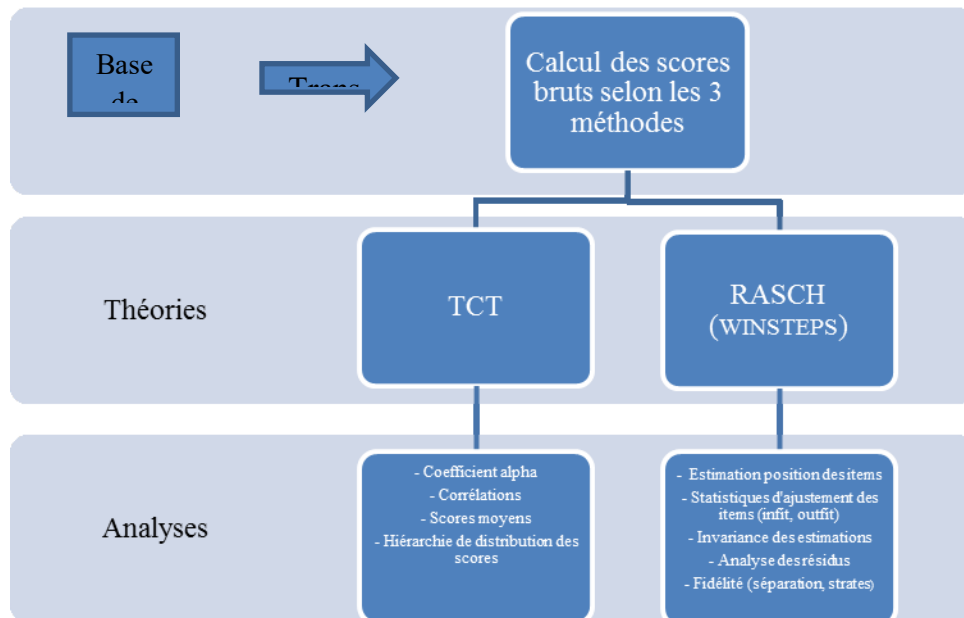 Base
de
Trans
Calcul des scores
bruts selon les 3
méthodes
Théories
TCT
RASCH
(WINSTEPS)
Analyses
- Coefficient alpha
- Corrélations
- Scores moyens
- Hiérarchie de distribution des
scores
- Estimation position des items
- Statistiques d'ajustement des
items (infit, outfit)
- Invariance des estimations
- Analyse des résidus
- Fidélité (séparation, strates)